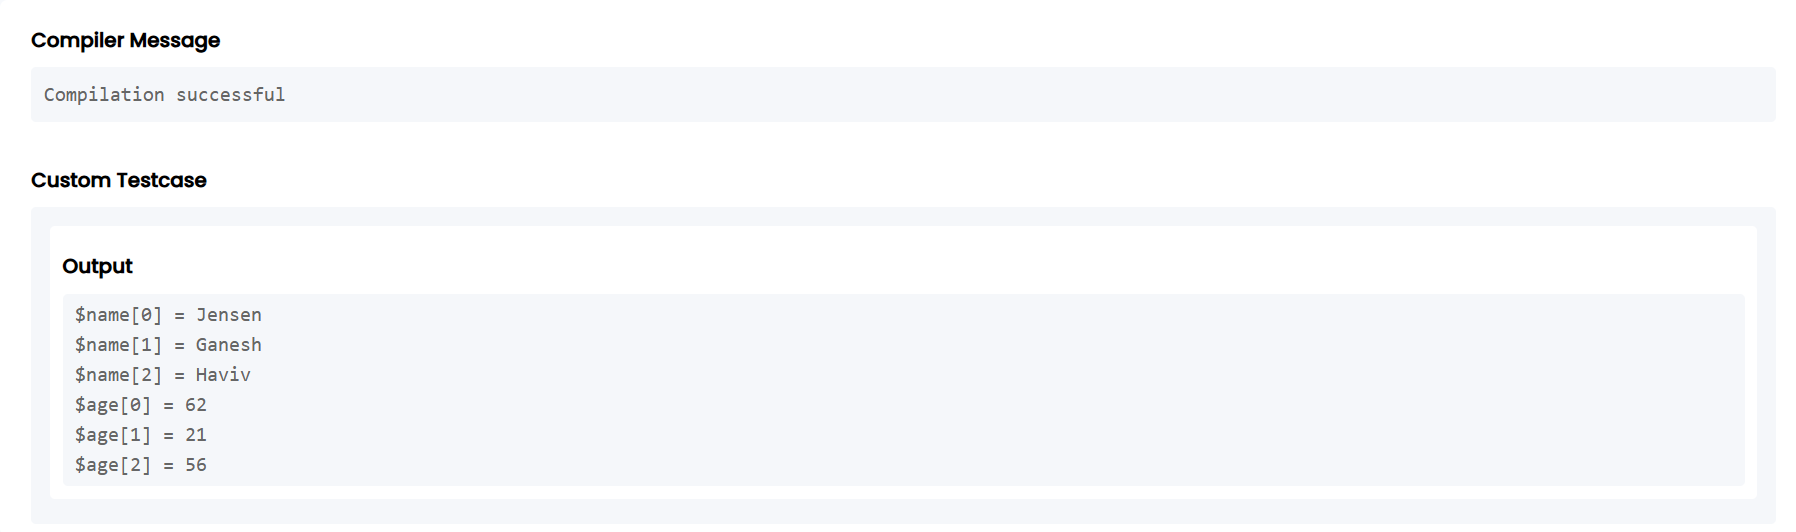 Compiler Message
Compilation successful
Custom Testcase
Output
$name[0] = Jensen
$name[1] = Ganesh
$name[2] = Haviv
$age[0] = 62
$age[1] = 21
$age[2] = 56